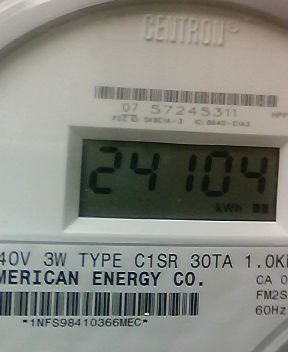 CENTRON®
07 57245311
24104
kWh
40V 3W TYPE C1SR 30TA 1.0K
MERICAN ENERGY CO.
CA 0
FM2S
60Hz
*1NFS98410366MEC*